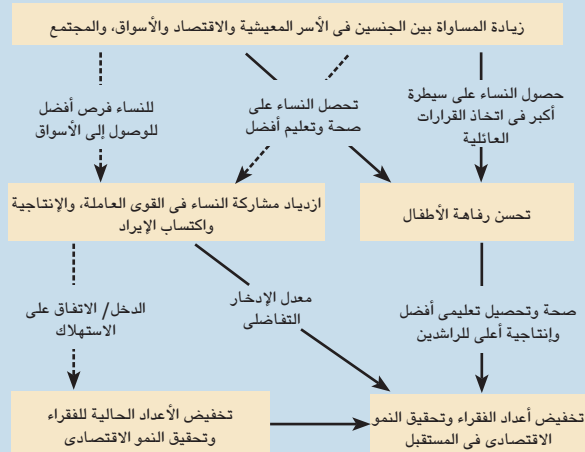 زيادة المساواة بين الجنسين فى الأسر المعيشية والاقتصاد والأسواق، والمجتمع
حصول النساء على سيطرة
أكبر فى اتخاذ القرارات
العائلية
تحصل النساء على
صحة وتعليم أفضل
للنساء فرص أفضل
للوصول إلى الأسواق
تحسن رفاهة الأطفال
ازدياد مشاركة النساء فى القوى العاملة، والإنتاجية
واكتساب الإيراد
صحة وتحصيل تعليمى أفضل
وإنتاجية أعلى للراشدين
معدل الإدخار
التفاضلى
الدخل/ الاتفاق على
الاستهلاك
تخفيض أعداد الفقراء وتحقيق النمو
الاقتصادى فى المستقبل
تخفيض الأعداد الحالية للفقراء
وتحقيق النمو الاقتصادى